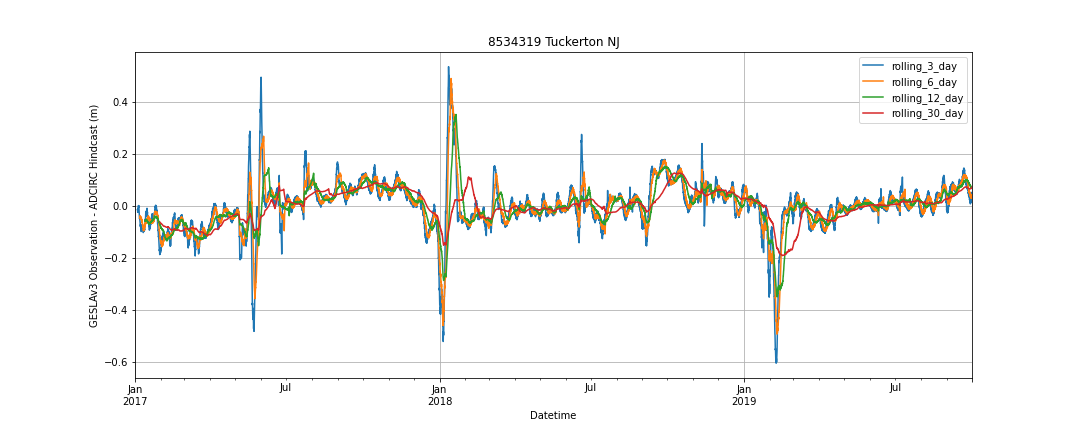 8534319 Tuckerton NJ
rolling_3_day
rolling_6_day
rolling_12_day
rolling_30_day
GESLAv3 Observation - ADCIRC Hindcast (m)
0.4
0.2
0.0
−0.2
−0.4
−0.6
Jan Jul Jan Jul Jan Jul
2017 2018 2019
Datetime